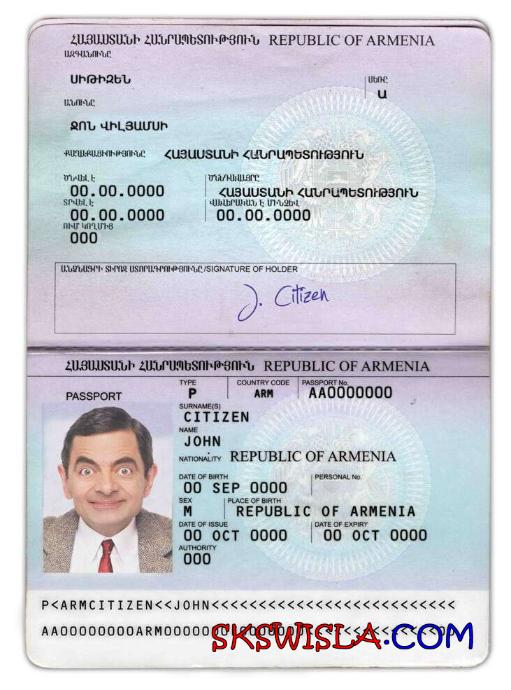 ՀԱՅԱՍՏԱՆԻ ՀԱՆՐԱՊԵՏՈՒԹՅՈՒՆ REPUBLIC OF ARMENIA
ԱԶԳԱՆՈՒՆԸ
ՍԻԹԻԶԵՆ
ՍԵՌԸ
Ա
ԱՆՈՒՆԸ
ՋՈՆ ՎԻԼՅԱՄՍԻ
ՔԱՂԱՔԱՑԻՈՒԹՅՈՒՆԸ ՀԱՅԱՍՏԱՆԻ ՀԱՆՐԱՊԵՏՈՒԹՅՈՒՆ
ԾՆՎԵԼ Է ԾՆՆԴԱՎԱՅՐԸ
00.00.0000 ՀԱՅԱՍՏԱՆԻ ՀԱՆՐԱՊԵՏՈՒԹՅՈՒՆ
ՏՐՎԵԼ Է ՎԱՎԵՐԱԿԱՆ Է ՄԻՆՉԵՎ
00.00.0000 00.00.0000
ՈՒՄ ԿՈՂՄԻՑ
000
ԱՆՁՆԱԳՐԻ ՏԻՐՈՋ ՍՏՈՐԱԳՐՈՒԹՅՈՒՆԸ/SIGNATURE OF HOLDER
J. Citizen
ՀԱՅԱՍՏԱՆԻ ՀԱՆՐԱՊԵՏՈՒԹՅՈՒՆ REPUBLIC OF ARMENIA
PASSPORT
TYPE COUNTRY CODE PASSPORT No.
P ARM AA0000000
SURNAME(S)
CITIZEN
NAME
JOHN
NATIONALITY REPUBLIC OF ARMENIA
DATE OF BIRTH PERSONAL No.
00 SEP 0000
SEX PLACE OF BIRTH
M REPUBLIC OF ARMENIA
DATE OF ISSUE DATE OF EXPIRY
00 OCT 0000 00 OCT 0000
AUTHORITY
000
P<ARMCITIZEN<<JOHN<<<<<<<<<<<<<<<<<<<<<<<<<<
SKSWISLA.COM